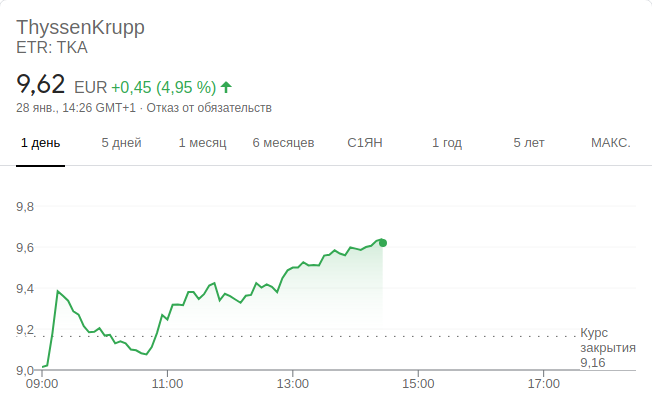 ThyssenKrupp
ETR: TKA
9,62 EUR +0,45 (4,95 %)
28 янв., 14:26 GMT+1 · Отказ от обязательств
1 день 5 дней 1 месяц 6 месяцев С1ЯН 1 год 5 лет МАКС.
9,8
9,6
9,4
9,2
Курс
закрытия
9,16
9,0
09:00 11:00 13:00 15:00 17:00